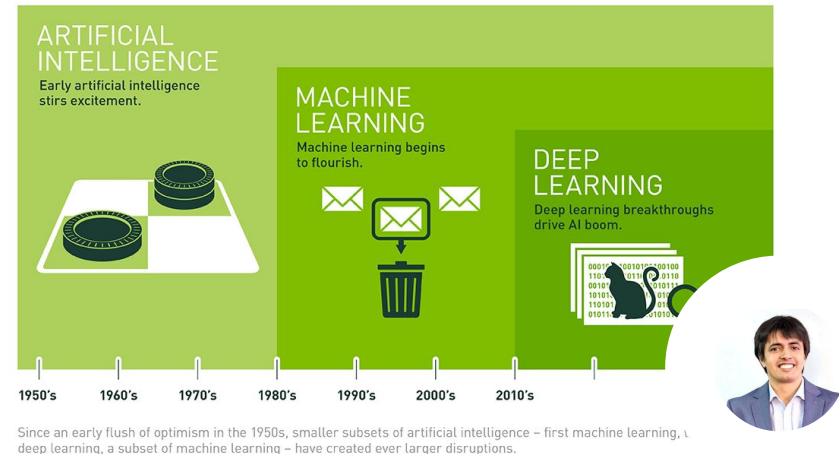 ARTIFICIAL
INTELLIGENCE
Early artificial intelligence
stirs excitement.
MACHINE
LEARNING
Machine learning begins
to flourish.
DEEP
LEARNING
Deep learning breakthroughs
drive AI boom.
1950's 1960's 1970's 1980's 1990's 2000's 2010's
Since an early flush of optimism in the 1950s, smaller subsets of artificial intelligence – first machine learning,
deep learning, a subset of machine learning – have created ever larger disruptions.